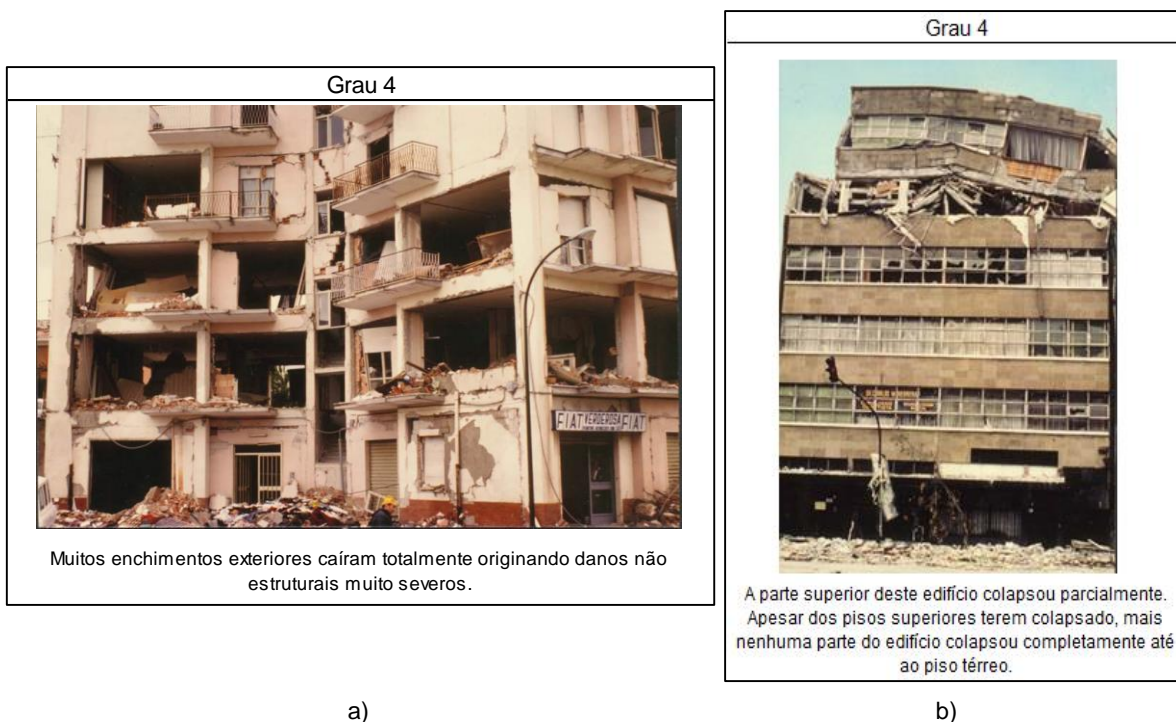 Grau 4
FIAT VERDEROSA FIAT
Muitos enchimentos exteriores caíram totalmente originando danos não
estruturais muito severos.
a)
Grau 4
A parte superior deste edifício colapsou parcialmente.
Apesar dos pisos superiores terem colapsado, mais
nenhuma parte do edifício colapsou completamente até
ao piso térreo.
b)